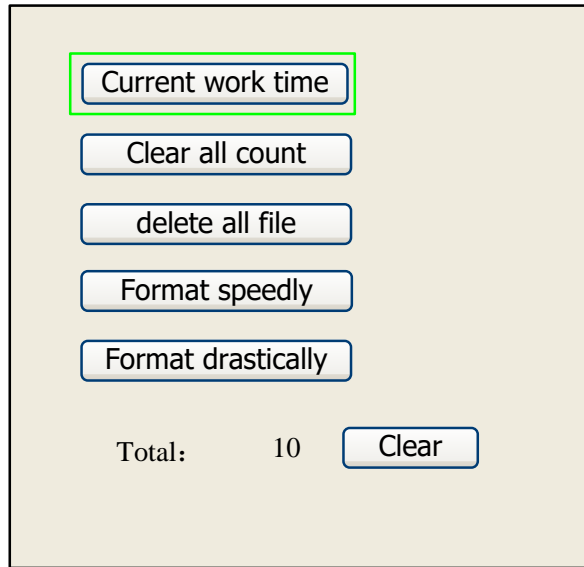 Current work time
Clear all count
delete all file
Format speedly
Format drastically
Total： 10 Clear